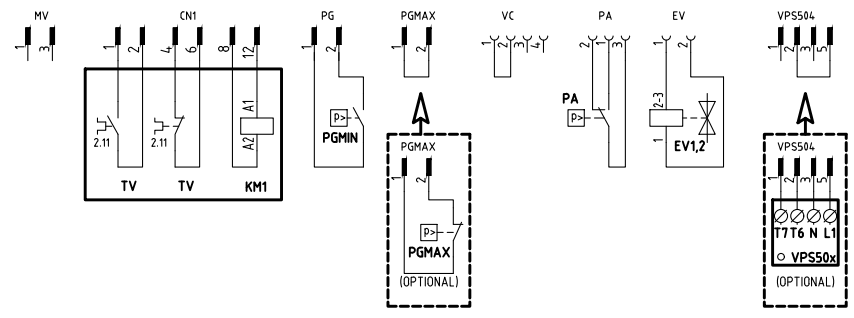 MV CN1 PG PGMAX VC PA EV VPS504
1 3 1 2 4 6 8 12 1 2 1 2 1 2 3 4 2 1 3 1 2 1 2 3 5
2.11 2.11 A1 A2
TV TV KM1
P> PGMIN
PA P>
2-3 1 EV1,2
PGMAX
1 2
P> PGMAX
(OPTIONAL)
VPS504
1 2 3 5
T7 T6 N L1
VPS50x
(OPTIONAL)